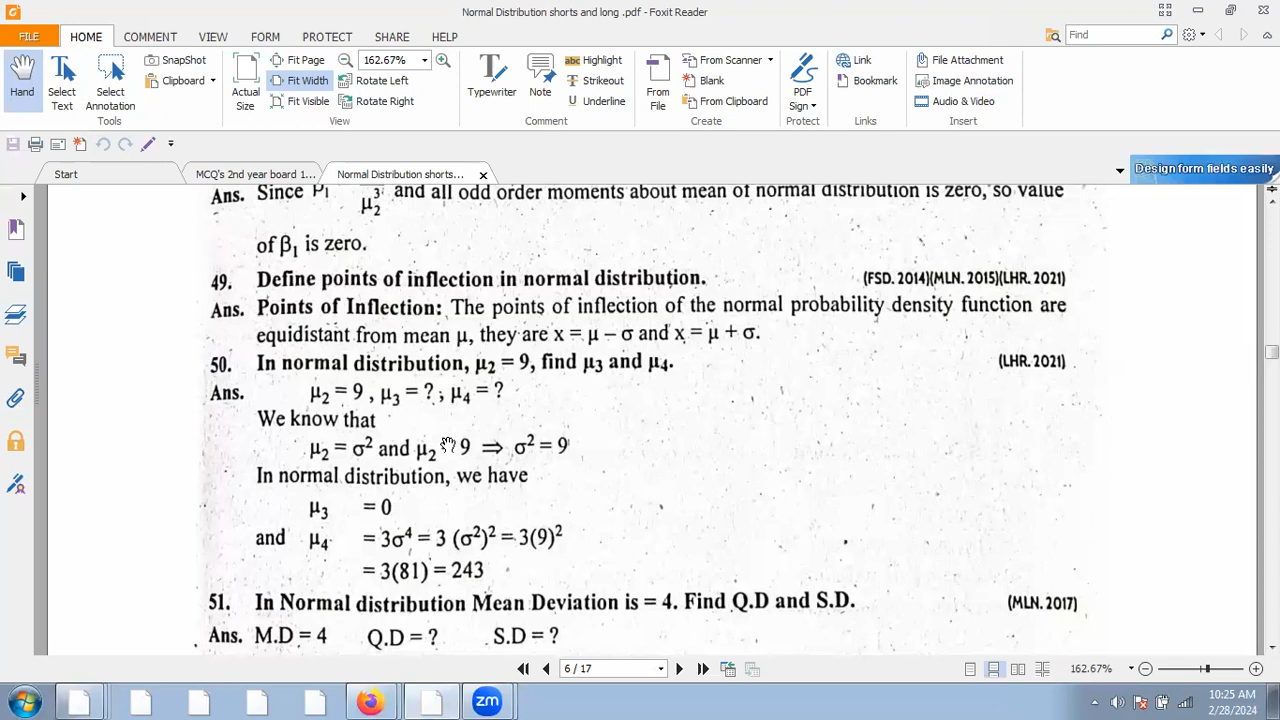 Normal Distribution shorts and long .pdf - Foxit Reader
FILE HOME COMMENT VIEW FORM PROTECT SHARE HELP Find
Hand Select Text Select Annotation SnapShot Clipboard Actual Size Fit Page Fit Width Fit Visible 162.67% Rotate Left Rotate Right Typewriter Note Highlight Strikeout Underline From File From Scanner Blank From Clipboard PDF Sign Link Bookmark File Attachment Image Annotation Audio & Video
Tools View Comment Create Protect Links Insert
Start MCQ's 2nd year board 1... Normal Distribution shorts... Design form fields easily
Ans. Since β₁ μ₃² / μ₂³ and all odd order moments about mean of normal distribution is zero, so value
of β₁ is zero.
49. Define points of inflection in normal distribution. (FSD. 2014)(MLN. 2015)(LHR. 2021)
Ans. Points of Inflection: The points of inflection of the normal probability density function are
equidistant from mean μ, they are x = μ − σ and x = μ + σ.
50. In normal distribution, μ₂ = 9, find μ₃ and μ₄. (LHR. 2021)
Ans. μ₂ = 9 , μ₃ = ? ; μ₄ = ?
We know that
μ₂ = σ² and μ₂ 9 ⇒ σ² = 9
In normal distribution, we have
μ₃ = 0
and μ₄ = 3σ⁴ = 3 (σ²)² = 3(9)²
= 3(81) = 243
51. In Normal distribution Mean Deviation is = 4. Find Q.D and S.D. (MLN. 2017)
Ans. M.D = 4 Q.D = ? S.D = ?
6 / 17 162.67%
zm
10:25 AM
2/28/2024